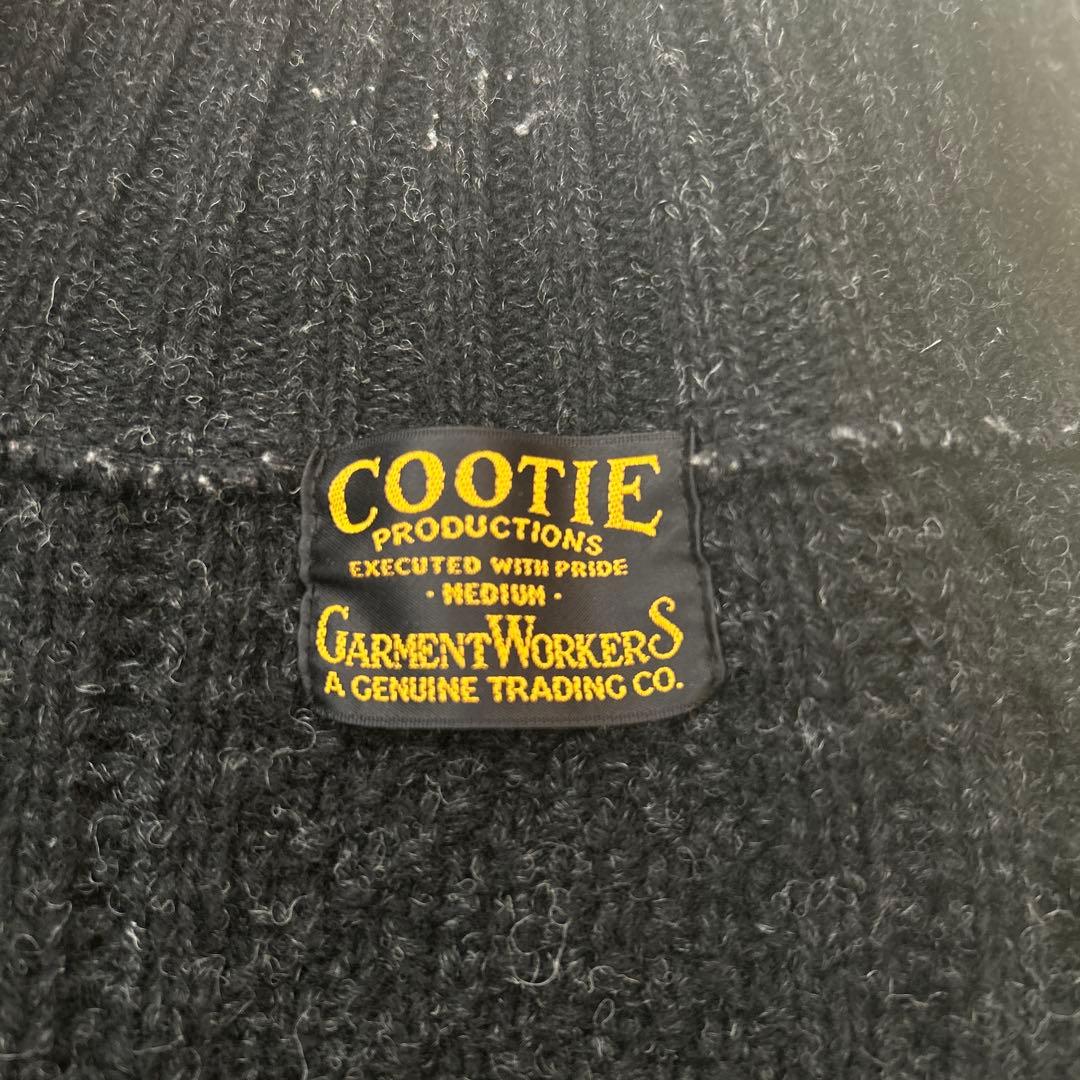 COOTIE
PRODUCTIONS
EXECUTED WITH PRIDE
· MEDIUM ·
GARMENTWORKERS
A GENUINE TRADING CO.